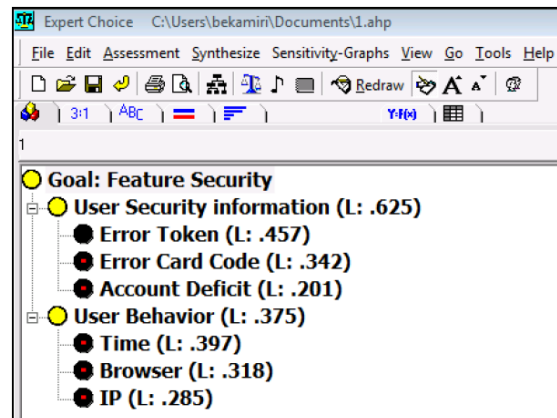 Expert Choice C:\Users\bekamiri\Documents\1.ahp
File Edit Assessment Synthesize Sensitivity-Graphs View Go Tools Help
Redraw A A
3:1 ABC Y=F(x)
1
Goal: Feature Security
User Security information (L: .625)
Error Token (L: .457)
Error Card Code (L: .342)
Account Deficit (L: .201)
User Behavior (L: .375)
Time (L: .397)
Browser (L: .318)
IP (L: .285)